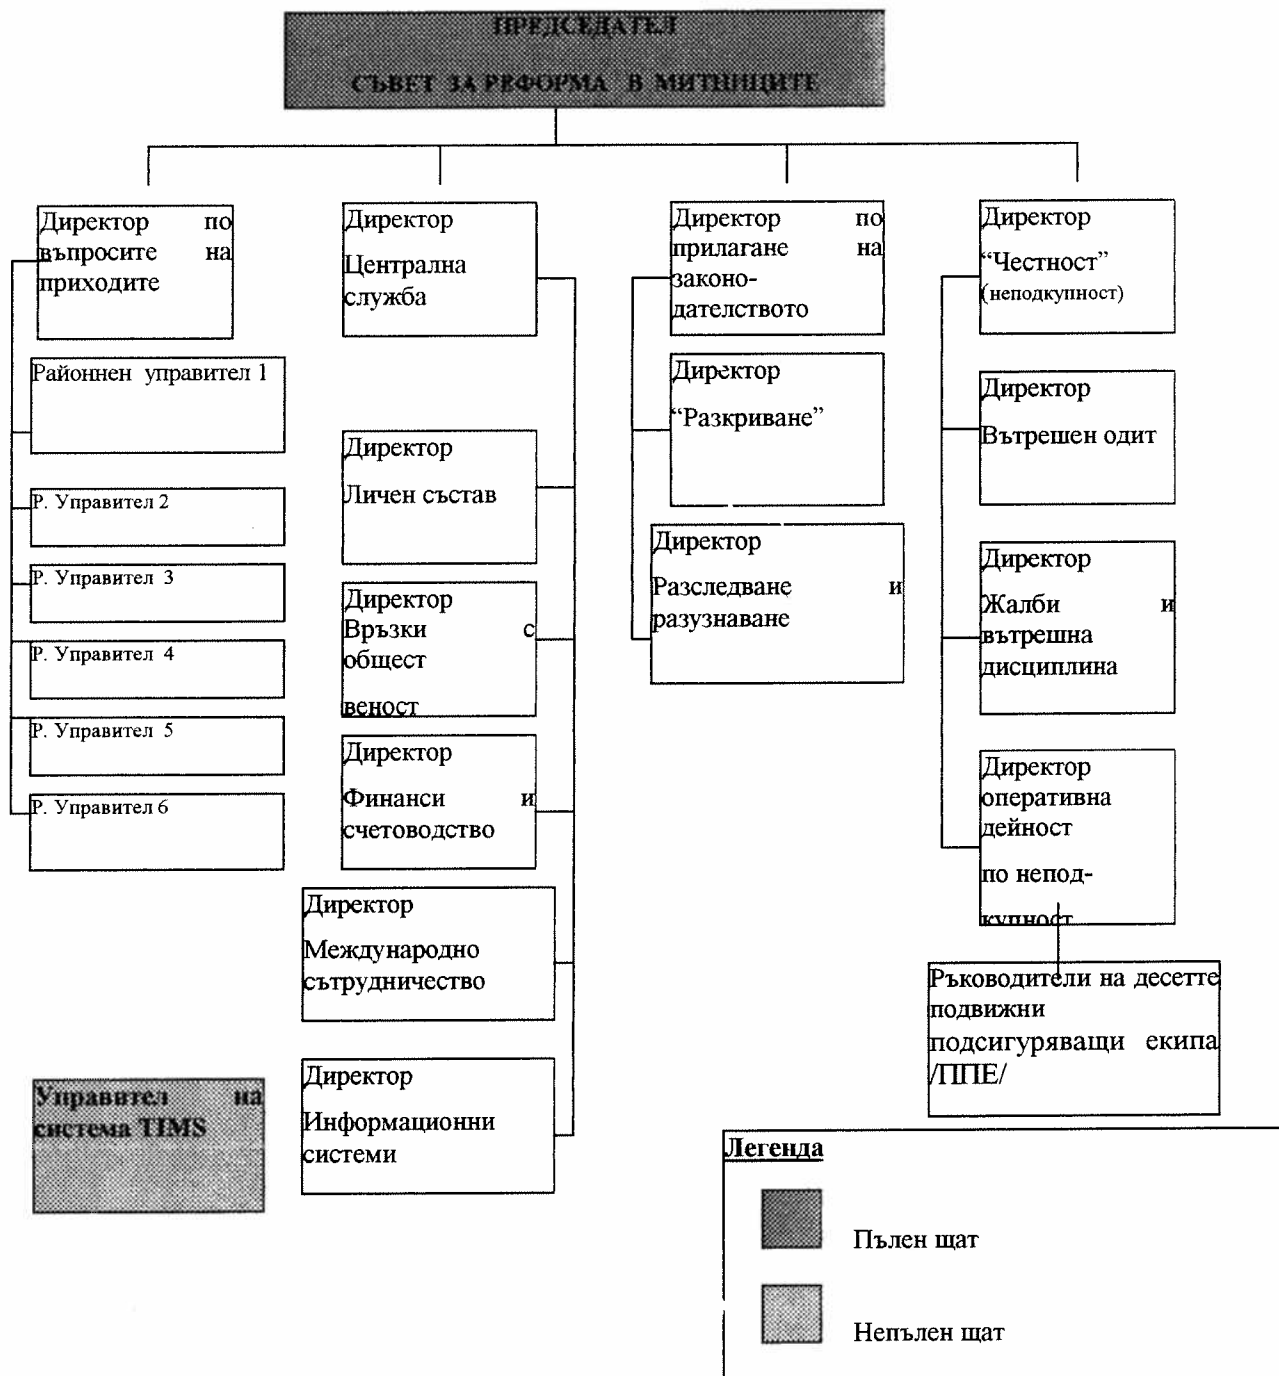 ПРЕДСЕДАТЕЛ
СЪВЕТ ЗА РЕФОРМА В МИТНИЦИТЕ
Директор по
въпросите на
приходите
Районнен управител 1
Р. Управител 2
Р. Управител 3
Р. Управител 4
Р. Управител 5
Р. Управител 6
Директор
Централна
служба
Директор
Личен състав
Директор
Връзки с
общест
веност
Директор
Финанси и
счетоводство
Директор
Международно
сътрудничество
Директор
Информационни
системи
Директор по
прилагане на
законо-
дателството
Директор
“Разкриване”
Директор
Разследване и
разузнаване
Директор
“Честност”
(неподкупност)
Директор
Вътрешен одит
Директор
Жалби и
вътрешна
дисциплина
Директор
оперативна
дейност
по непод-
купност
Ръководители на десетте
подвижни
подсигуряващи екипа
/ППЕ/
Управител на
система TIMS
Легенда
Пълен щат
Непълен щат